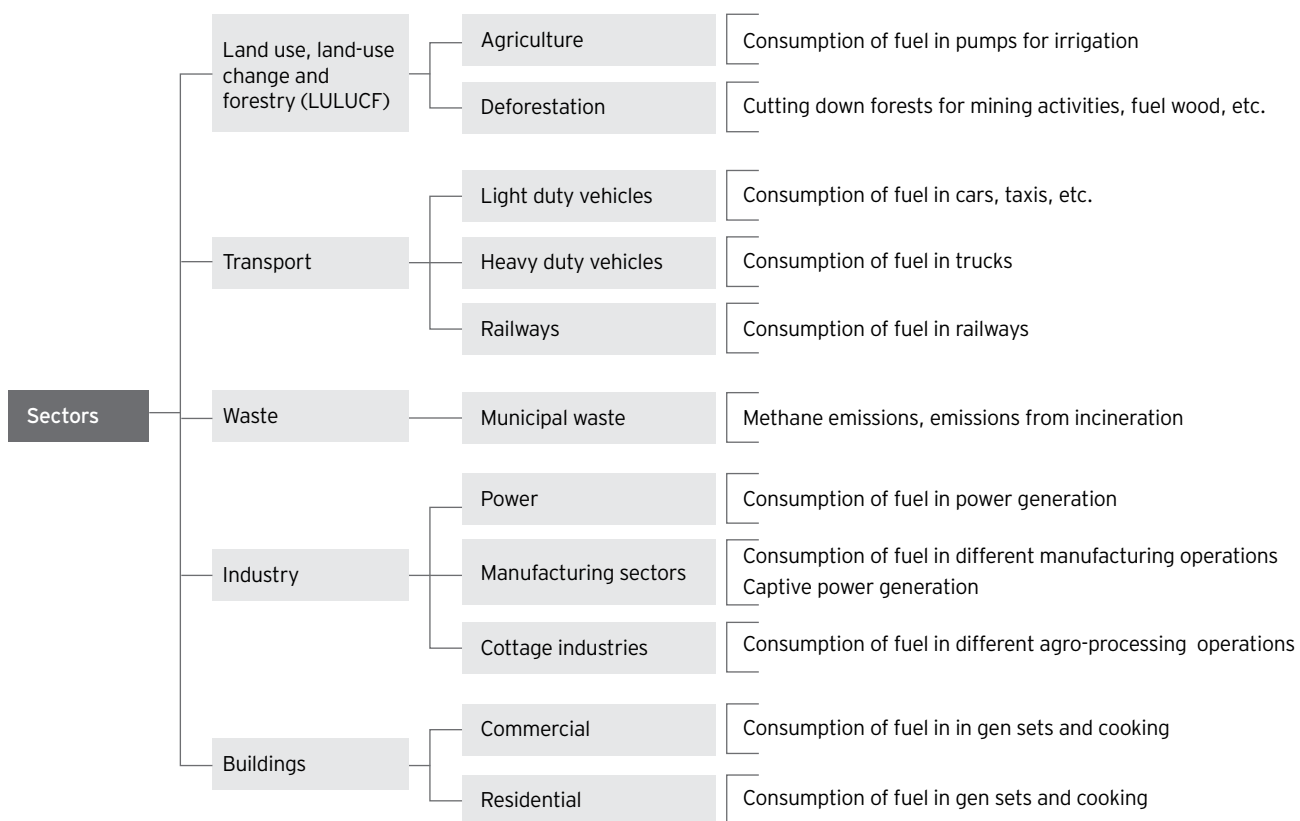 Sectors
Land use, land-use
change and
forestry (LULUCF)
Agriculture
Consumption of fuel in pumps for irrigation
Deforestation
Cutting down forests for mining activities, fuel wood, etc.
Transport
Light duty vehicles
Consumption of fuel in cars, taxis, etc.
Heavy duty vehicles
Consumption of fuel in trucks
Railways
Consumption of fuel in railways
Waste
Municipal waste
Methane emissions, emissions from incineration
Industry
Power
Consumption of fuel in power generation
Manufacturing sectors
Consumption of fuel in different manufacturing operations
Captive power generation
Cottage industries
Consumption of fuel in different agro-processing operations
Buildings
Commercial
Consumption of fuel in in gen sets and cooking
Residential
Consumption of fuel in gen sets and cooking